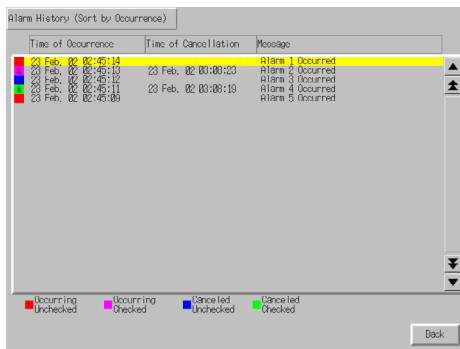 Alarm History (Sort by Occurrence)
Time of Occurrence Time of Cancellation Message
23 Feb. 02 02:45:14 Alarm 1 Occurred
23 Feb. 02 02:45:13 23 Feb. 02 03:08:23 Alarm 2 Occurred
23 Feb. 02 02:45:12 Alarm 3 Occurred
23 Feb. 02 02:45:11 23 Feb. 02 03:08:19 Alarm 4 Occurred
23 Feb. 02 02:45:09 Alarm 5 Occurred
Occurring Occurring Canceled Canceled
Unchecked Checked Unchecked Checked
Back